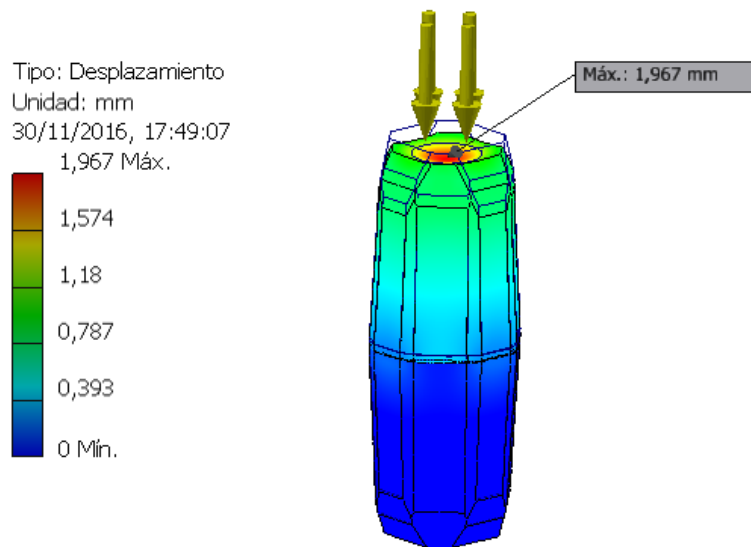 Tipo: Desplazamiento
Unidad: mm
30/11/2016, 17:49:07
1,967 Máx.
1,574
1,18
0,787
0,393
0 Mín.
Máx.: 1,967 mm